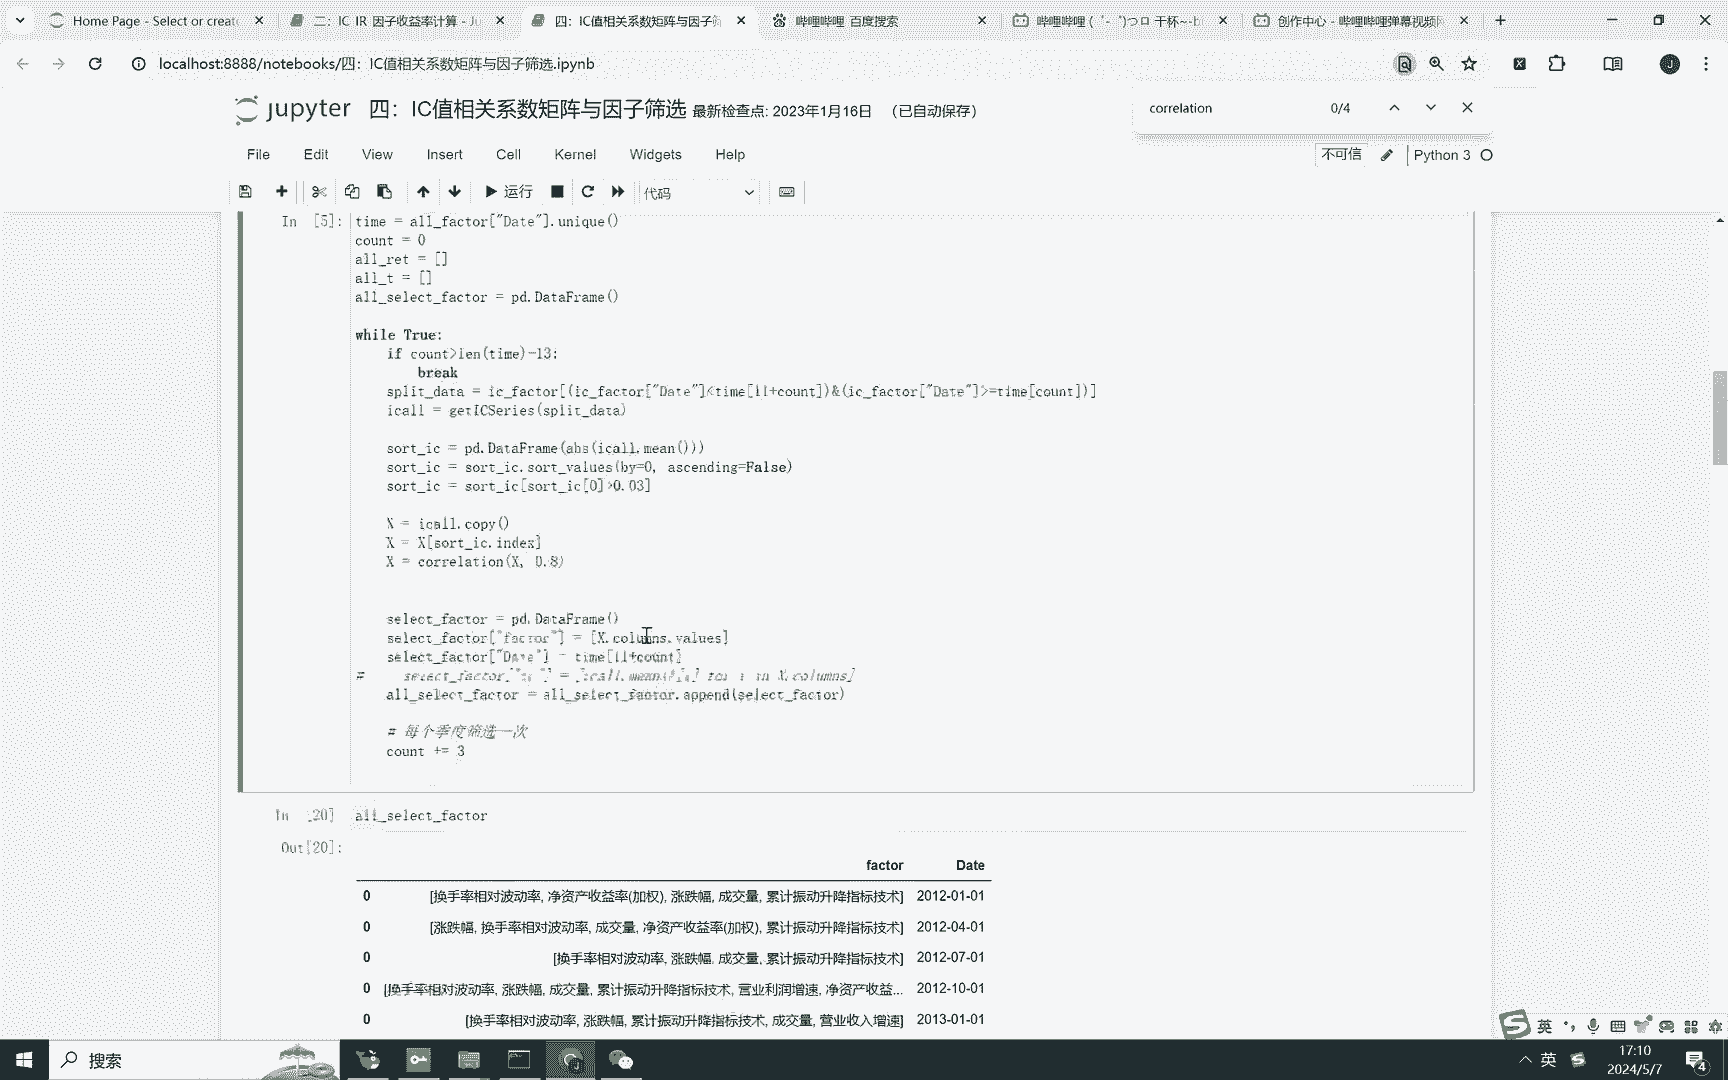 Home Page - Select or create
二：IC_IR_因子收益率计算 - Ju
四：IC值相关系数矩阵与因子筛
哔哩哔哩_百度搜索
哔哩哔哩 (゜-゜)つロ 干杯~-b
创作中心 - 哔哩哔哩弹幕视频网
localhost:8888/notebooks/四：IC值相关系数矩阵与因子筛选.ipynb
jupyter 四：IC值相关系数矩阵与因子筛选 最新检查点: 2023年1月16日 （已自动保存）
correlation 0/4
File Edit View Insert Cell Kernel Widgets Help
不可信 Python 3
运行 代码
In [5]: time = all_factor["Date"].unique()
count = 0
all_ret = []
all_t = []
all_select_factor = pd.DataFrame()
while True:
if count>len(time)-13:
break
split_data = ic_factor[(ic_factor["Date"]<time[11+count])&(ic_factor["Date"]>=time[count])]
icall = getICSeries(split_data)
sort_ic = pd.DataFrame(abs(icall.mean()))
sort_ic = sort_ic.sort_values(by=0, ascending=False)
sort_ic = sort_ic[sort_ic[0]>0.03]
X = icall.copy()
X = X[sort_ic.index]
X = correlation(X, 0.8)
select_factor = pd.DataFrame()
select_factor["factor"] = [X.columns.values]
select_factor["Date"] = time[11+count]
all_select_factor = all_select_factor.append(select_factor)
# 每个季度筛选一次
count += 3
In [20] all_select_factor
Out[20]:
factor Date
0 [换手率相对波动率, 净资产收益率(加权), 涨跌幅, 成交量, 累计振动升降指标技术] 2012-01-01
0 [涨跌幅, 换手率相对波动率, 成交量, 净资产收益率(加权), 累计振动升降指标技术] 2012-04-01
0 [换手率相对波动率, 涨跌幅, 成交量, 累计振动升降指标技术] 2012-07-01
0 [换手率相对波动率, 涨跌幅, 成交量, 累计振动升降指标技术, 营业利润增速, 净资产收益... 2012-10-01
0 [换手率相对波动率, 涨跌幅, 累计振动升降指标技术, 成交量, 营业收入增速] 2013-01-01
英
搜索
英
17:10
2024/5/7
4